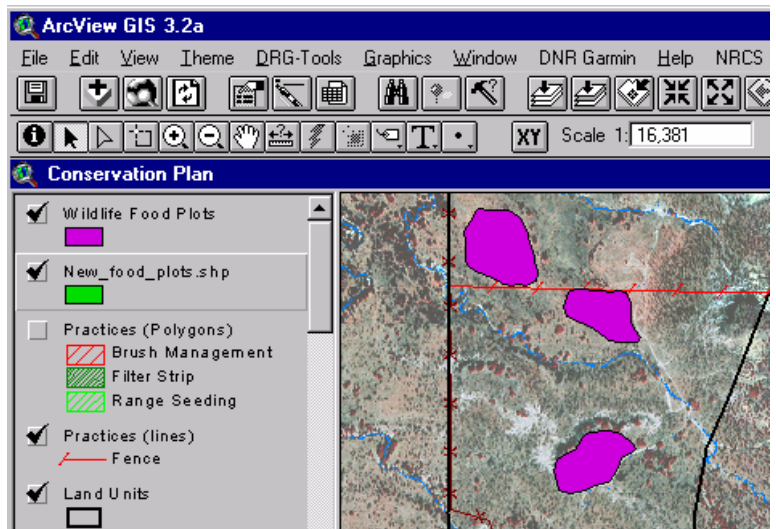 ArcView GIS 3.2a
File Edit View Theme DRG-Tools Graphics Window DNR Garmin Help NRCS
T XY Scale 1: 16,381
Conservation Plan
Wildlife Food Plots
New_food_plots.shp
Practices (Polygons)
Brush Management
Filter Strip
Range Seeding
Practices (lines)
Fence
Land Units